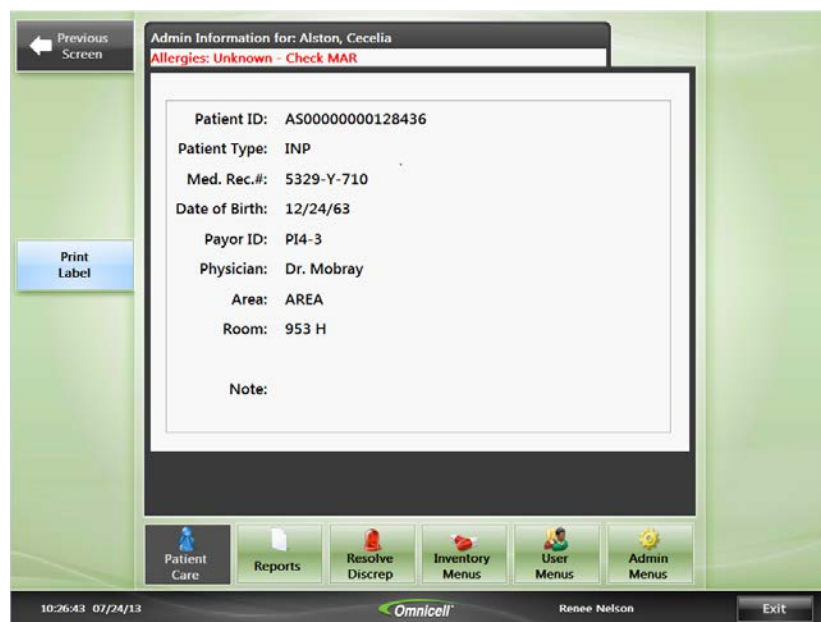 Previous
Screen
Admin Information for: Alston, Cecelia
Allergies: Unknown - Check MAR
Patient ID: AS00000000128436
Patient Type: INP
Med. Rec.#: 5329-Y-710
Date of Birth: 12/24/63
Payor ID: PI4-3
Physician: Dr. Mobray
Area: AREA
Room: 953 H
Note:
Print
Label
Patient
Care
Reports
Resolve
Discrep
Inventory
Menus
User
Menus
Admin
Menus
10:26:43 07/24/13
Omnicell
Renee Nelson
Exit